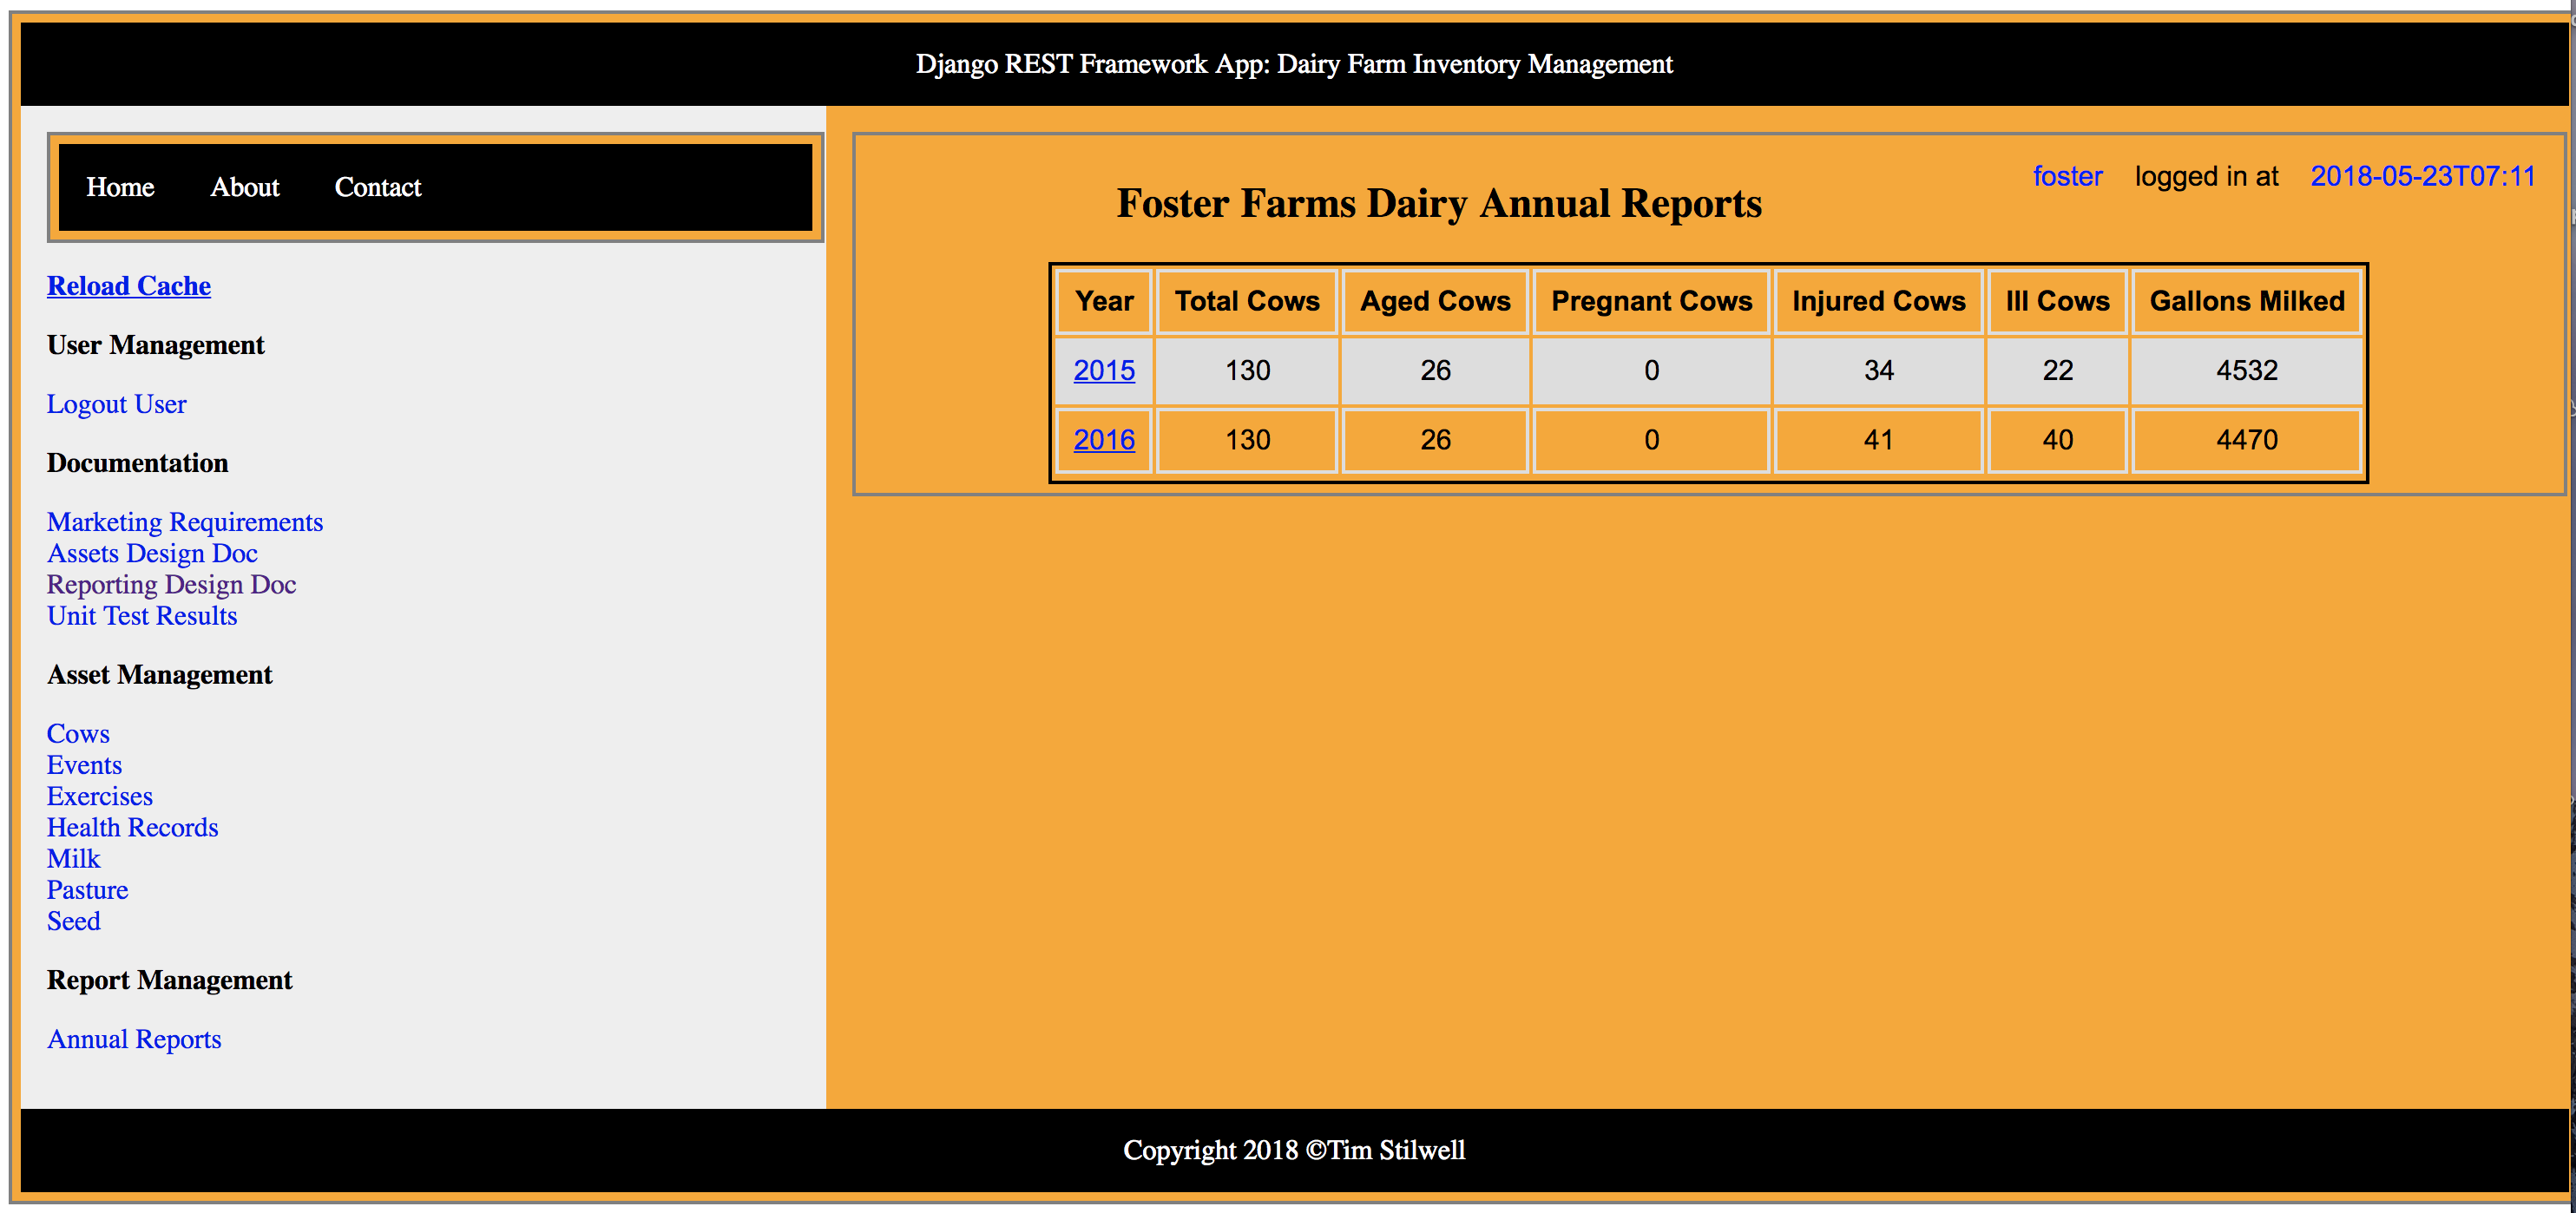 Django REST Framework App: Dairy Farm Inventory Management
Home About Contact
Reload Cache
User Management
Logout User
Documentation
Marketing Requirements
Assets Design Doc
Reporting Design Doc
Unit Test Results
Asset Management
Cows
Events
Exercises
Health Records
Milk
Pasture
Seed
Report Management
Annual Reports
foster logged in at 2018-05-23T07:11
Foster Farms Dairy Annual Reports
Year Total Cows Aged Cows Pregnant Cows Injured Cows Ill Cows Gallons Milked
2015 130 26 0 34 22 4532
2016 130 26 0 41 40 4470
Copyright 2018 ©Tim Stilwell